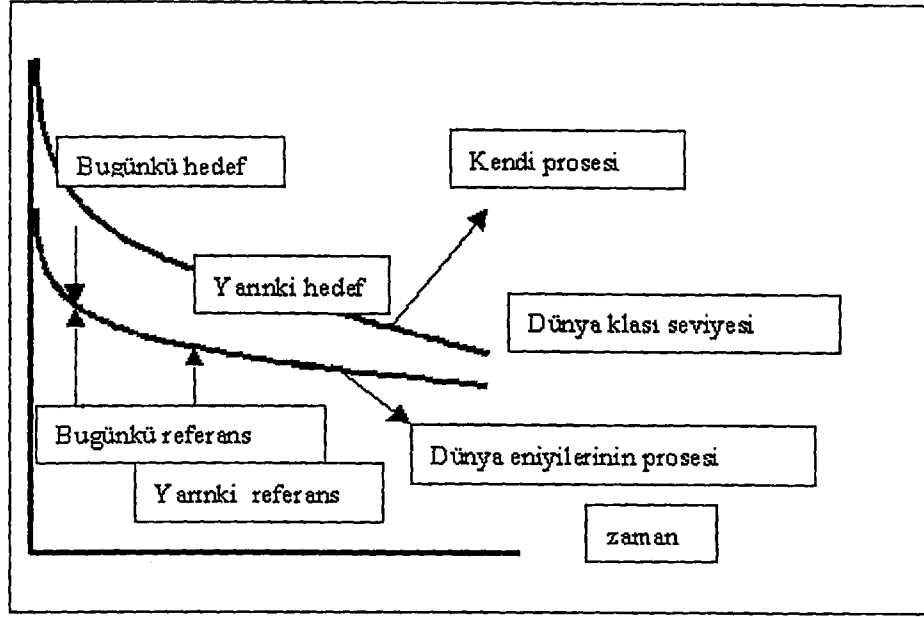 Bugünkü hedef
Kendi prosesi
Yarınki hedef
Dünya klası seviyesi
Bugünkü referans
Dünya eniyilerinin prosesi
Yarınki referans
zaman